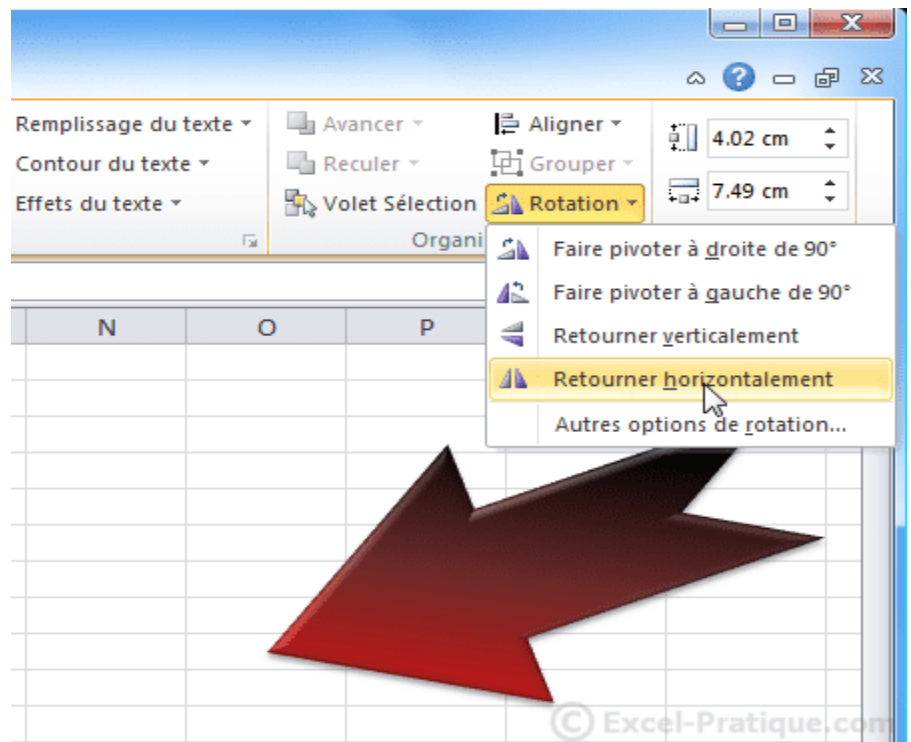 Remplissage du texte
Contour du texte
Effets du texte
Avancer
Reculer
Volet Sélection
Aligner
Grouper
Rotation
4.02 cm
7.49 cm
Organi
Faire pivoter à droite de 90°
Faire pivoter à gauche de 90°
Retourner verticalement
Retourner horizontalement
Autres options de rotation...
N O P
© Excel-Pratique.com